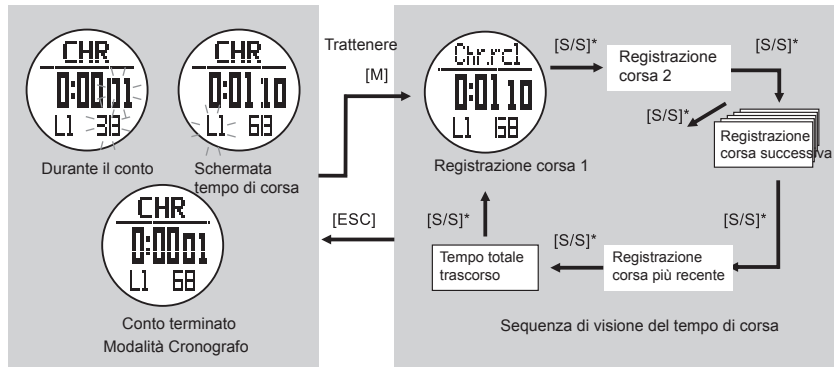 CHR
0:00 01
L1 33
Durante il conto
CHR
0:01 10
L1 68
Schermata
tempo di corsa
CHR
0:00 01
L1 68
Conto terminato
Modalità Cronografo
Trattenere
[M]
[ESC]
Chr.rcl
0:01 10
L1 68
Registrazione corsa 1
[S/S]*
Registrazione
corsa 2
[S/S]*
[S/S]*
Registrazione
corsa successiva
[S/S]*
Registrazione
corsa più recente
[S/S]*
Tempo totale
trascorso
[S/S]*
Sequenza di visione del tempo di corsa